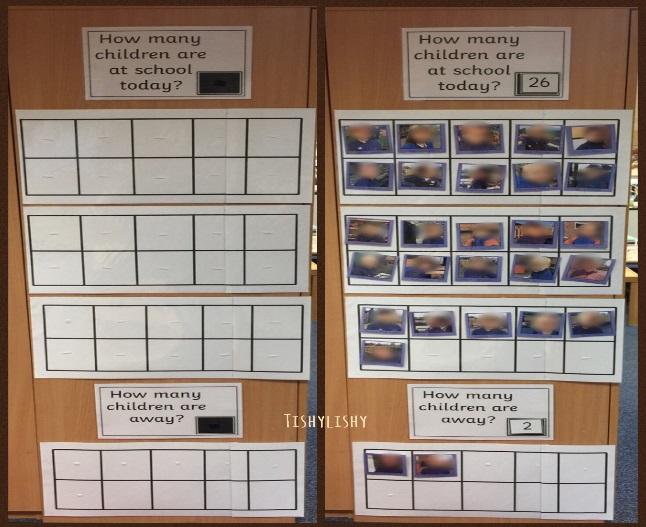 How many
children are
at school
today?
How many
children are
at school
today? 26
How many
children are
away?
How many
children are
away? 2
Tishylishy